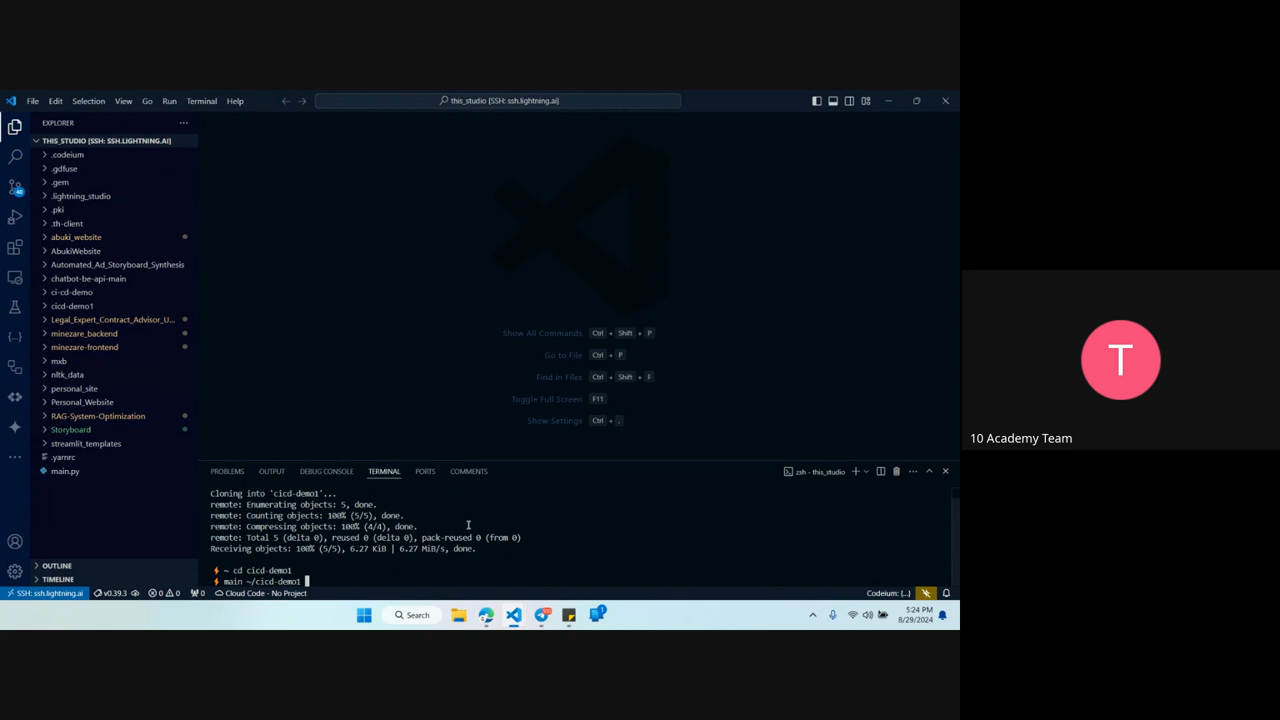 File Edit Selection View Go Run Terminal Help
this_studio [SSH: ssh.lightning.ai]
EXPLORER
THIS_STUDIO [SSH: SSH.LIGHTNING.AI]
.codeium
.gdfuse
.gem
.lightning_studio
.pki
.th-client
abuki_website
AbukiWebsite
Automated_Ad_Storyboard_Synthesis
chatbot-be-api-main
ci-cd-demo
cicd-demo1
Legal_Expert_Contract_Advisor_U...
minezare_backend
minezare-frontend
mxb
nltk_data
personal_site
Personal_Website
RAG-System-Optimization
Storyboard
streamlit_templates
.yarnrc
main.py
OUTLINE
TIMELINE
Show All Commands Ctrl + Shift + P
Go to File Ctrl + P
Find in Files Ctrl + Shift + F
Toggle Full Screen F11
Show Settings Ctrl + ,
PROBLEMS OUTPUT DEBUG CONSOLE TERMINAL PORTS COMMENTS
zsh - this_studio
Cloning into 'cicd-demo1'...
remote: Enumerating objects: 5, done.
remote: Counting objects: 100% (5/5), done.
remote: Compressing objects: 100% (4/4), done.
remote: Total 5 (delta 0), reused 0 (delta 0), pack-reused 0 (from 0)
Receiving objects: 100% (5/5), 6.27 KiB | 6.27 MiB/s, done.
~ cd cicd-demo1
main ~/cicd-demo1
SSH: ssh.lightning.ai v0.39.3 0 0 0 Cloud Code - No Project Codeium: {...}
Search
5:24 PM
8/29/2024
T
10 Academy Team